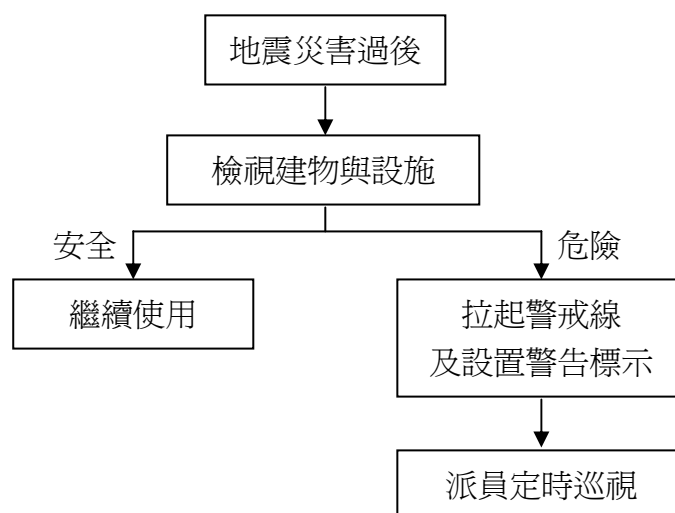 地震災害過後
檢視建物與設施
安全
危險
繼續使用
拉起警戒線
及設置警告標示
派員定時巡視